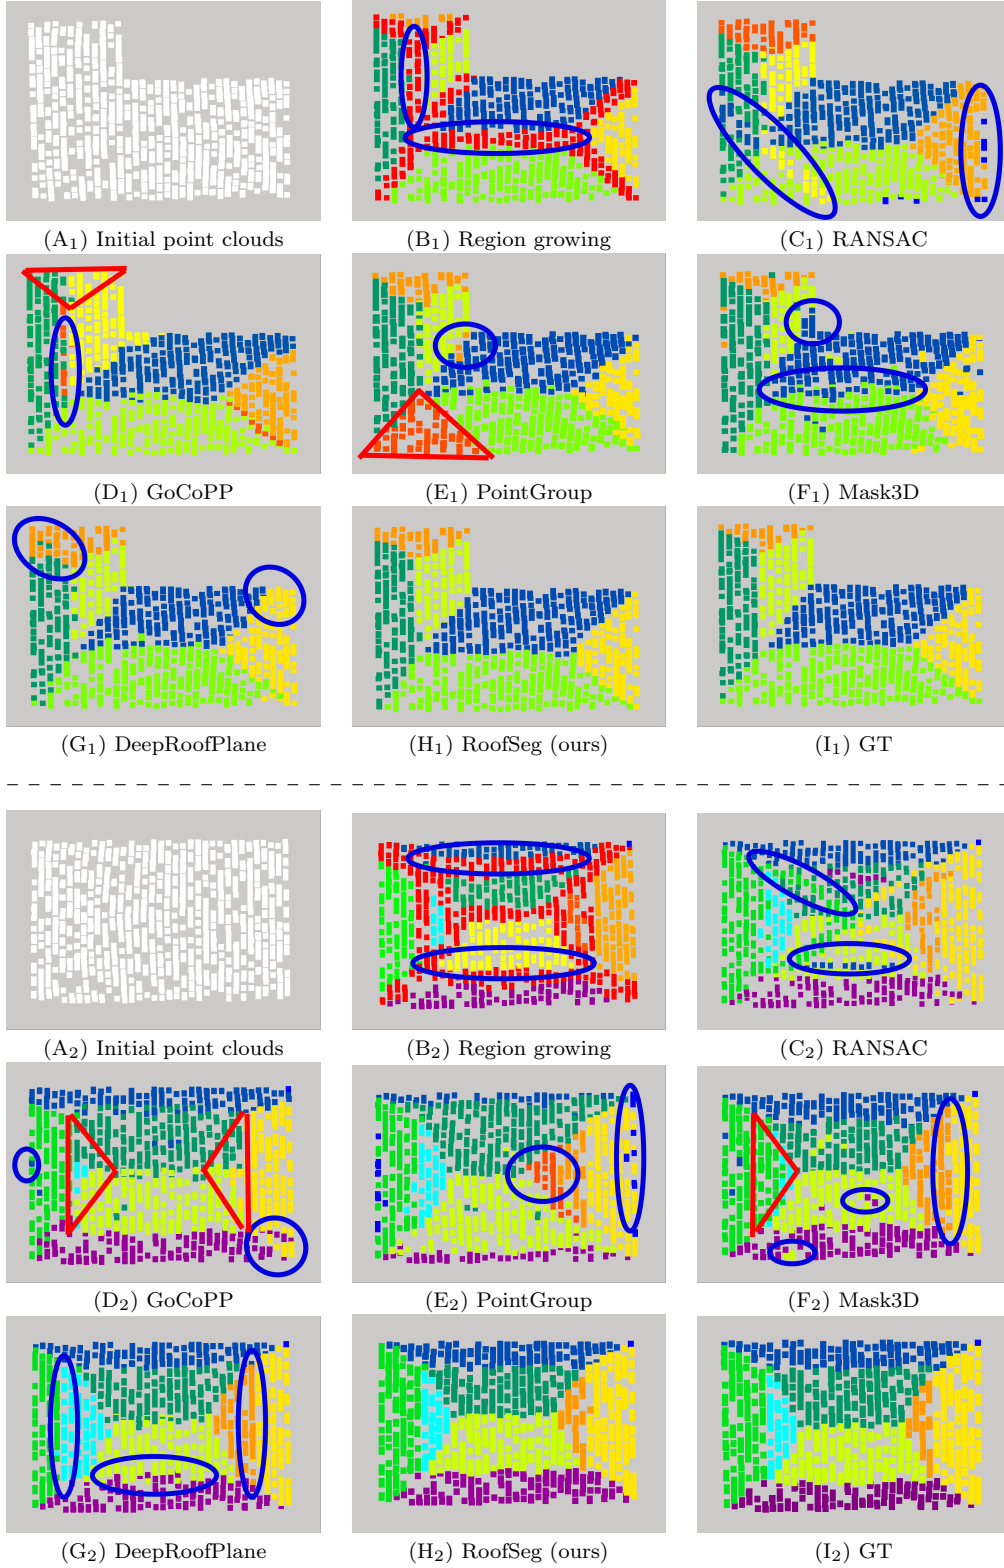 (A₁) Initial point clouds
(B₁) Region growing
(C₁) RANSAC
(D₁) GoCoPP
(E₁) PointGroup
(F₁) Mask3D
(G₁) DeepRoofPlane
(H₁) RoofSeg (ours)
(I₁) GT
(A₂) Initial point clouds
(B₂) Region growing
(C₂) RANSAC
(D₂) GoCoPP
(E₂) PointGroup
(F₂) Mask3D
(G₂) DeepRoofPlane
(H₂) RoofSeg (ours)
(I₂) GT